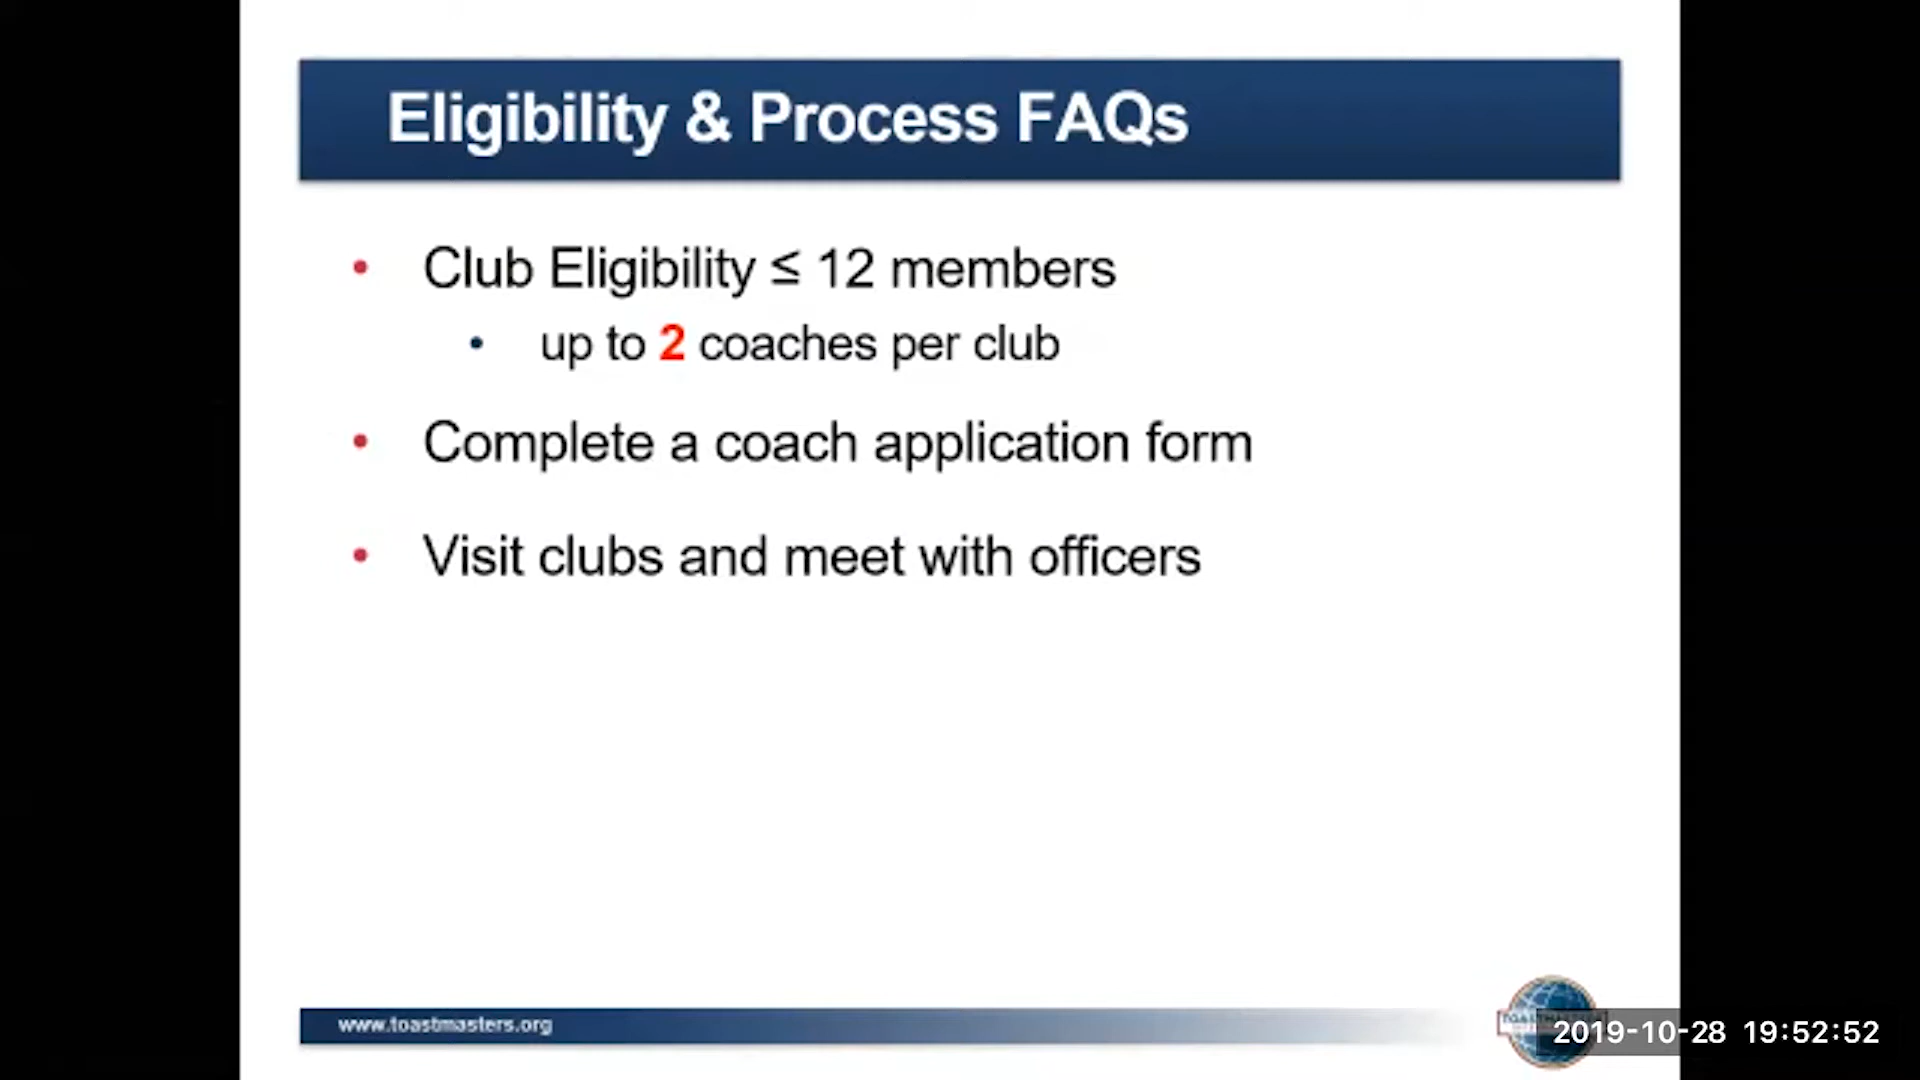 Eligibility & Process FAQs
• Club Eligibility ≤ 12 members
• up to 2 coaches per club
• Complete a coach application form
• Visit clubs and meet with officers
www.toastmasters.org
2019-10-28 19:52:52